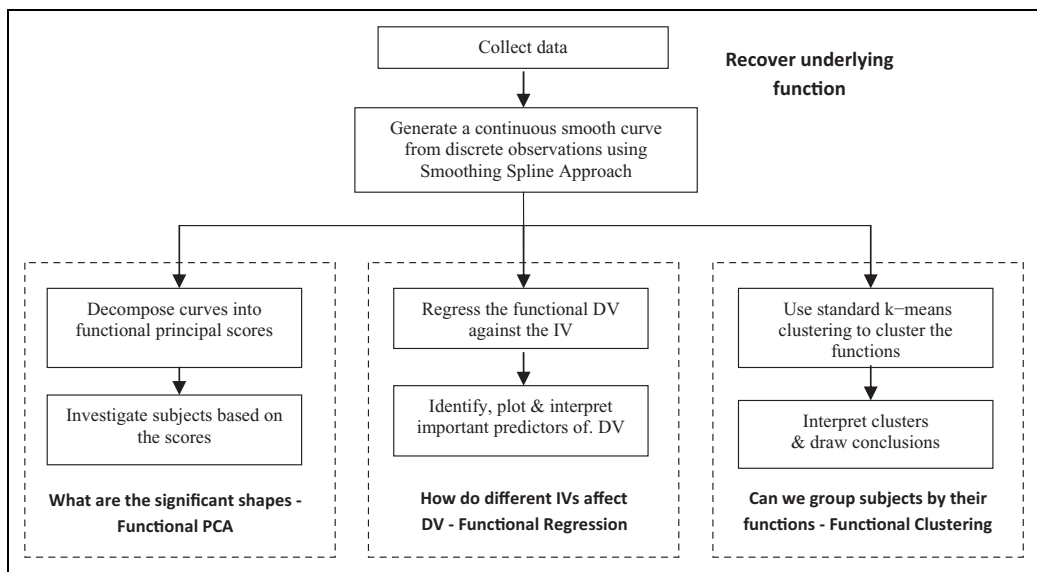 Collect data
Recover underlying
function
Generate a continuous smooth curve
from discrete observations using
Smoothing Spline Approach
Decompose curves into
functional principal scores
Investigate subjects based on
the scores
What are the significant shapes -
Functional PCA
Regress the functional DV
against the IV
Identify, plot & interpret
important predictors of. DV
How do different IVs affect
DV - Functional Regression
Use standard k−means
clustering to cluster the
functions
Interpret clusters
& draw conclusions
Can we group subjects by their
functions - Functional Clustering